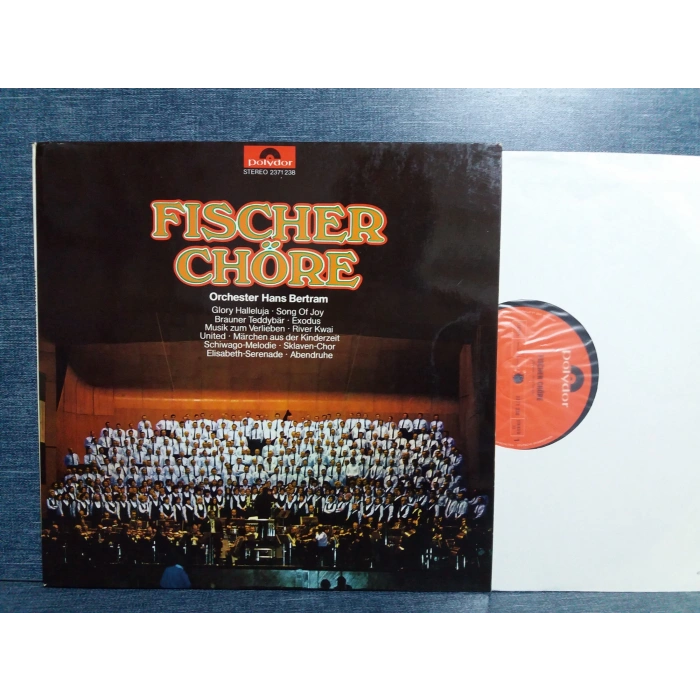 polydor
STEREO 2371 238
FISCHER
CHÖRE
Orchester Hans Bertram
Glory Halleluja · Song Of Joy
Brauner Teddybär · Exodus
Musik zum Verlieben · River Kwai
United · Märchen aus der Kinderzeit
Schiwago-Melodie · Sklaven-Chor
Elisabeth-Serenade · Abendruhe
polydor